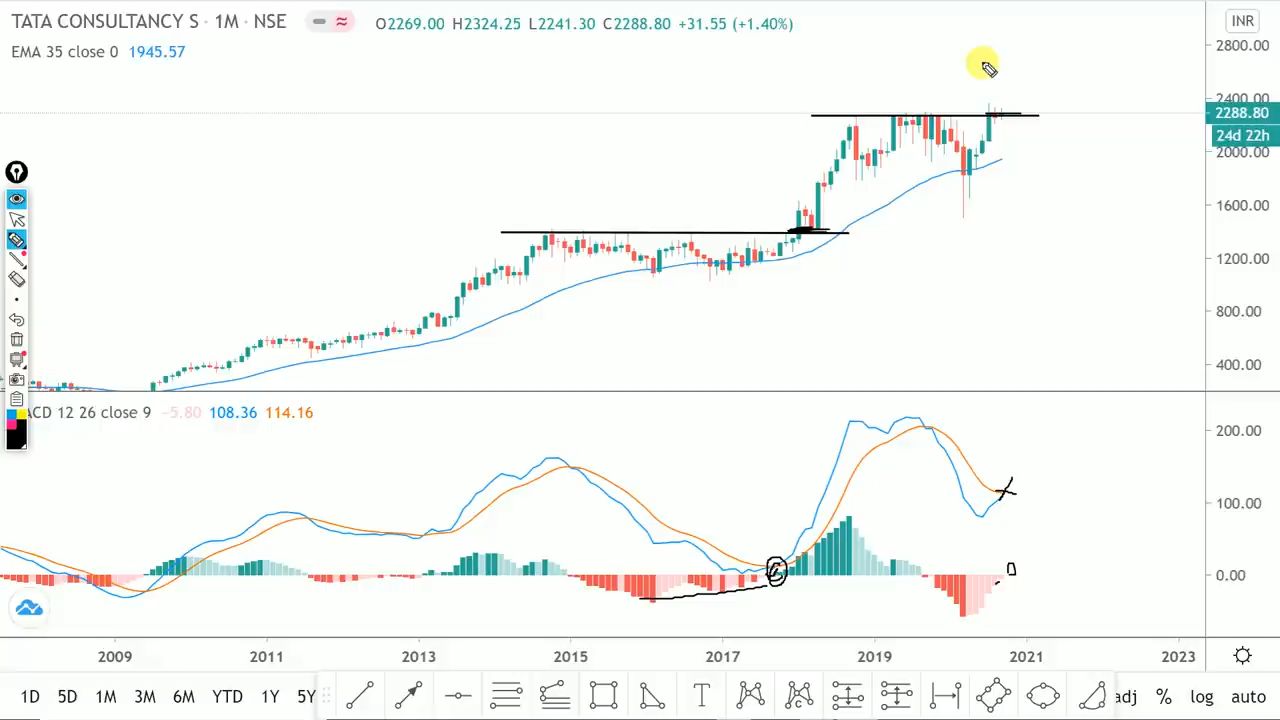 TATA CONSULTANCY S · 1M · NSE
O2269.00 H2324.25 L2241.30 C2288.80 +31.55 (+1.40%)
INR
EMA 35 close 0 1945.57
2800.00
2400.00
2288.80
24d 22h
2000.00
1600.00
1200.00
800.00
400.00
ACD 12 26 close 9 −5.80 108.36 114.16
200.00
100.00
0.00
2009 2011 2013 2015 2017 2019 2021 2023
1D 5D 1M 3M 6M YTD 1Y 5Y T adj % log auto